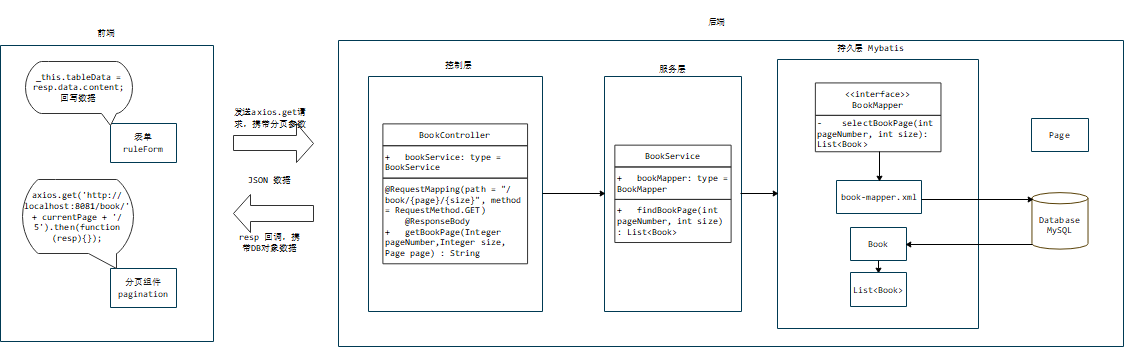 前端
_this.tableData =
resp.data.content;
回写数据
表单
ruleForm
axios.get('http://
localhost:8081/book/'
+ currentPage + '/
5').then(function
(resp){});
分页组件
pagination
发送axios.get请
求，携带分页参数
JSON 数据
resp 回调，携
带DB对象数据
后端
控制层
BookController
+ bookService: type =
BookService
@RequestMapping(path = "/
book/{page}/{size}", method
= RequestMethod.GET)
@ResponseBody
+ getBookPage(Integer
pageNumber,Integer size,
Page page) : String
服务层
BookService
+ bookMapper: type =
BookMapper
+ findBookPage(int
pageNumber, int size)
: List<Book>
持久层 Mybatis
<<interface>>
BookMapper
- selectBookPage(int
pageNumber, int size):
List<Book>
book-mapper.xml
Book
List<Book>
Page
Database
MySQL